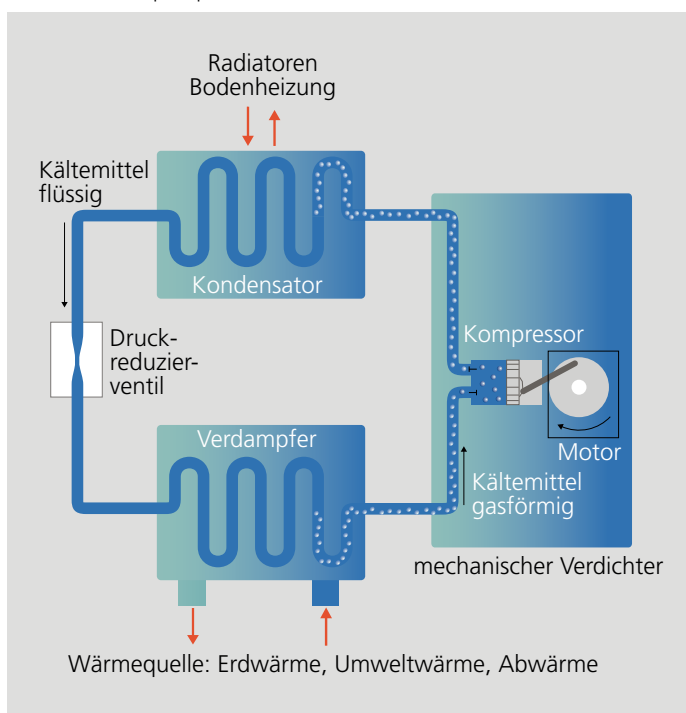 Radiatoren
Bodenheizung
Kältemittel
flüssig
Kondensator
Druck-
reduzier-
ventil
Kompressor
Motor
Verdampfer
Kältemittel
gasförmig
mechanischer Verdichter
Wärmequelle: Erdwärme, Umweltwärme, Abwärme